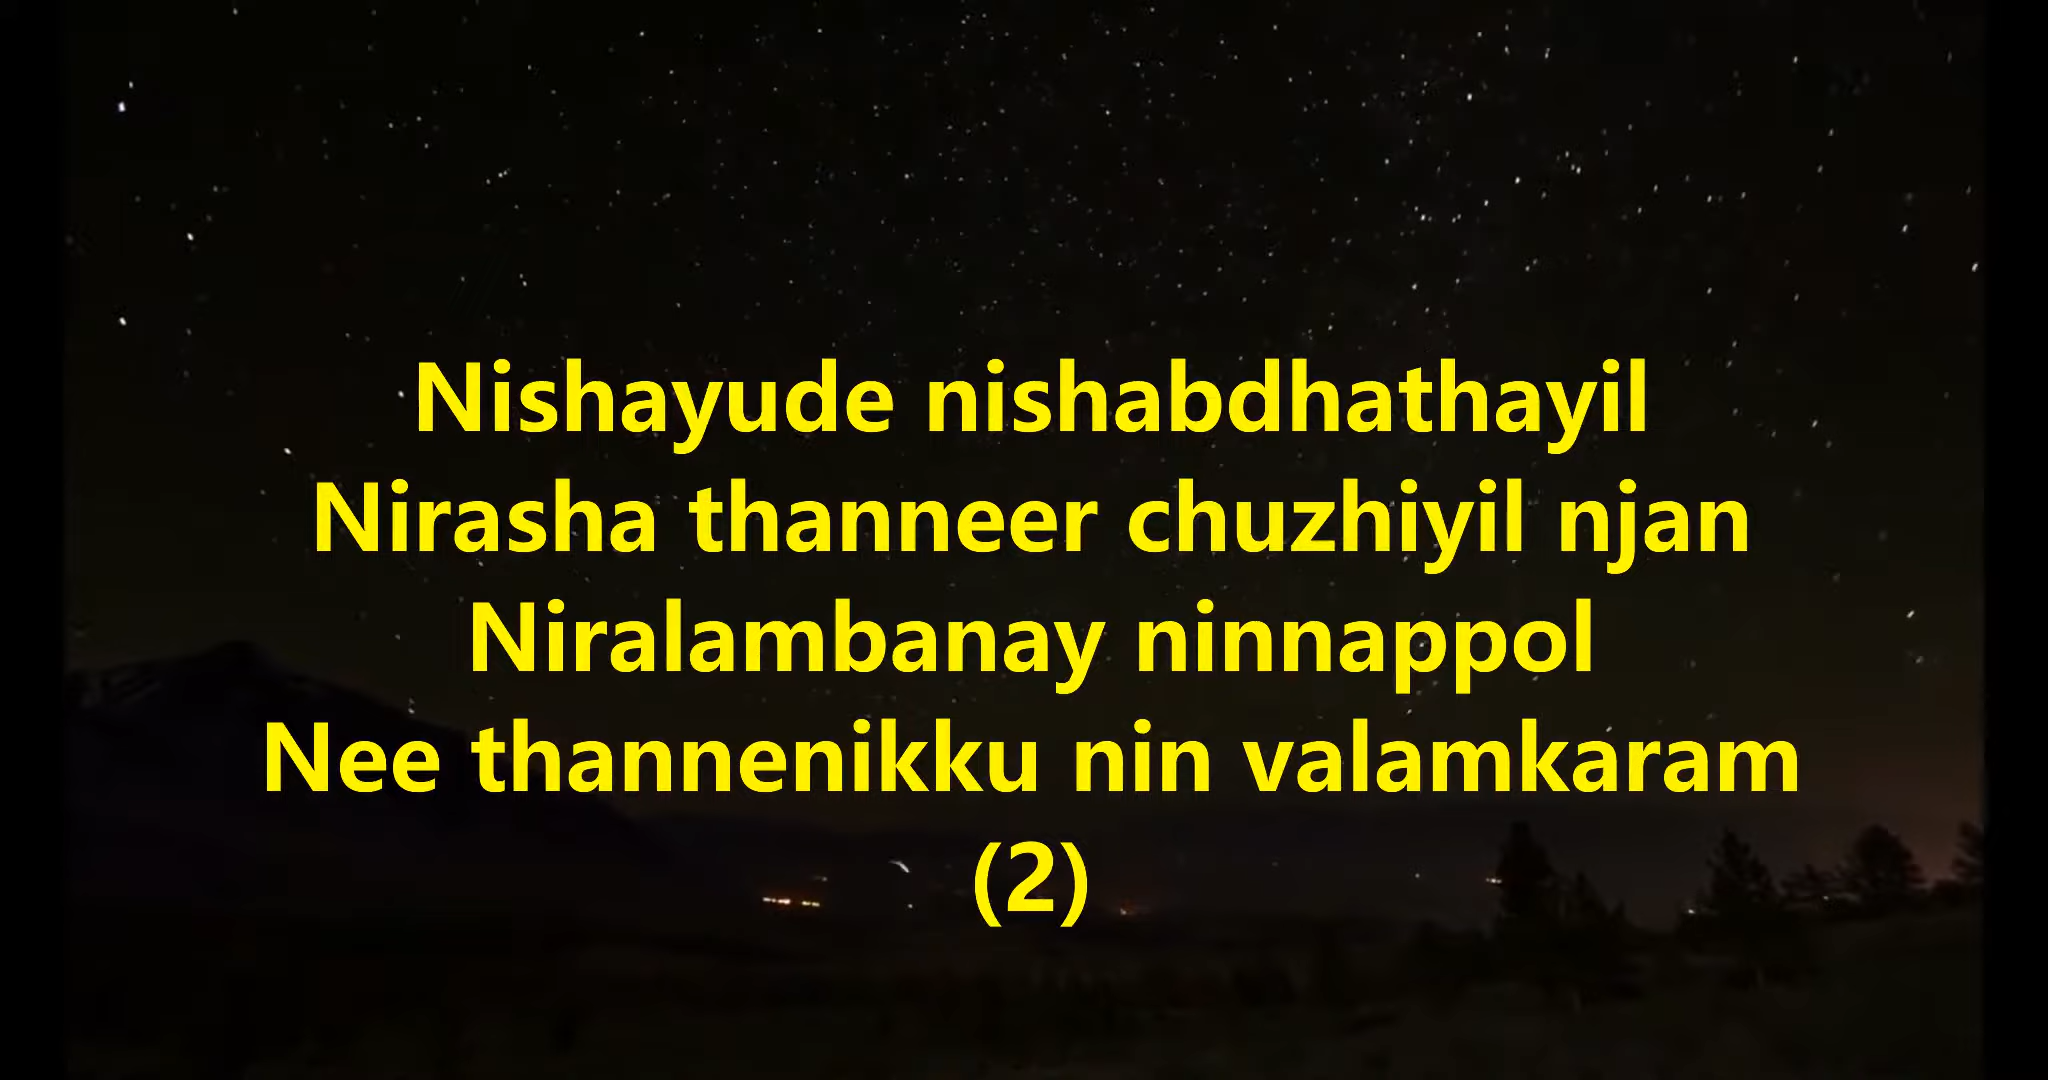 Nishayude nishabdhathayil
Nirasha thanneer chuzhiyil njan
Niralambanay ninnappol
Nee thannenikku nin valamkaram
(2)